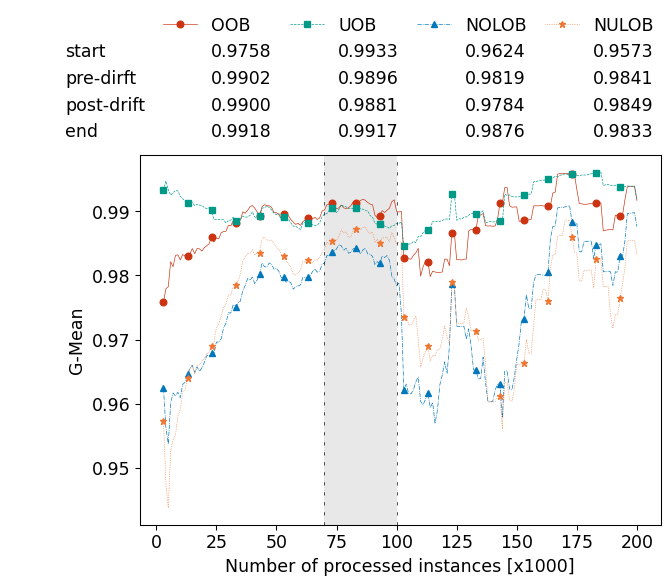 OOB UOB NOLOB NULOB
start 0.9758 0.9933 0.9624 0.9573
pre-dirft 0.9902 0.9896 0.9819 0.9841
post-drift 0.9900 0.9881 0.9784 0.9849
end 0.9918 0.9917 0.9876 0.9833
G-Mean
0.99
0.98
0.97
0.96
0.95
0 25 50 75 100 125 150 175 200
Number of processed instances [x1000]